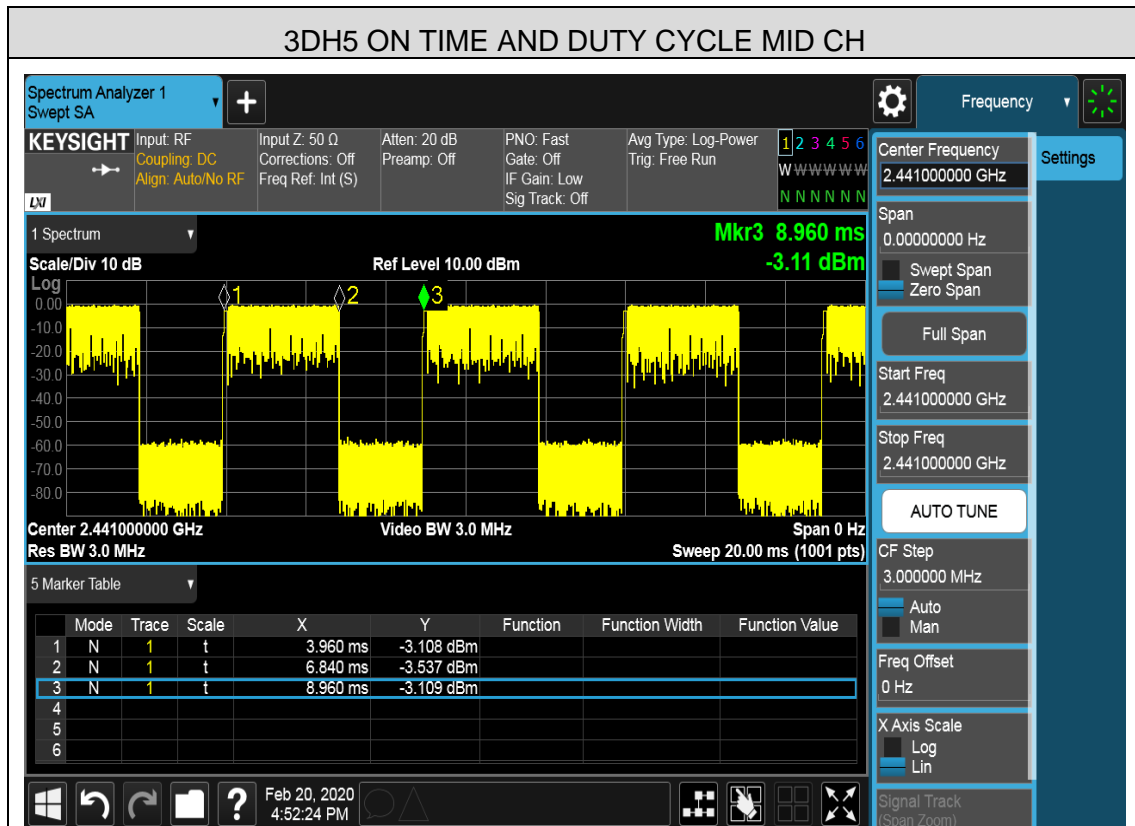 3DH5 ON TIME AND DUTY CYCLE MID CH
Spectrum Analyzer 1
Swept SA
Frequency
KEYSIGHT
LXI
Input: RF
Coupling: DC
Align: Auto/No RF
Input Z: 50 Ω
Corrections: Off
Freq Ref: Int (S)
Atten: 20 dB
Preamp: Off
PNO: Fast
Gate: Off
IF Gain: Low
Sig Track: Off
Avg Type: Log-Power
Trig: Free Run
1 2 3 4 5 6
W W W W W W
N N N N N N
1 Spectrum
Mkr3 8.960 ms
-3.11 dBm
Scale/Div 10 dB
Ref Level 10.00 dBm
Log
0.00
-10.0
-20.0
-30.0
-40.0
-50.0
-60.0
-70.0
-80.0
1
2
3
Center 2.441000000 GHz
Video BW 3.0 MHz
Span 0 Hz
Res BW 3.0 MHz
Sweep 20.00 ms (1001 pts)
5 Marker Table
Mode Trace Scale X Y Function Function Width Function Value
1 N 1 t 3.960 ms -3.108 dBm
2 N 1 t 6.840 ms -3.537 dBm
3 N 1 t 8.960 ms -3.109 dBm
4
5
6
Feb 20, 2020
4:52:24 PM
Center Frequency
2.441000000 GHz
Settings
Span
0.00000000 Hz
Swept Span
Zero Span
Full Span
Start Freq
2.441000000 GHz
Stop Freq
2.441000000 GHz
AUTO TUNE
CF Step
3.000000 MHz
Auto
Man
Freq Offset
0 Hz
X Axis Scale
Log
Lin
Signal Track
(Span Zoom)